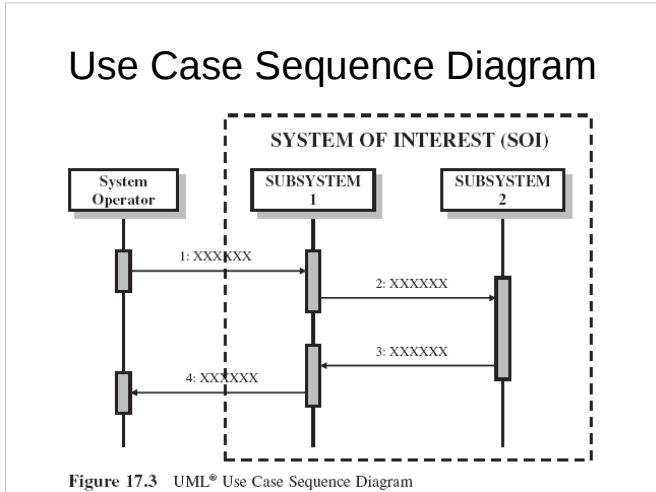 Use Case Sequence Diagram
SYSTEM OF INTEREST (SOI)
System
Operator
SUBSYSTEM
1
SUBSYSTEM
2
1: XXXXXX
2: XXXXXX
3: XXXXXX
4: XXXXXX
Figure 17.3 UML® Use Case Sequence Diagram